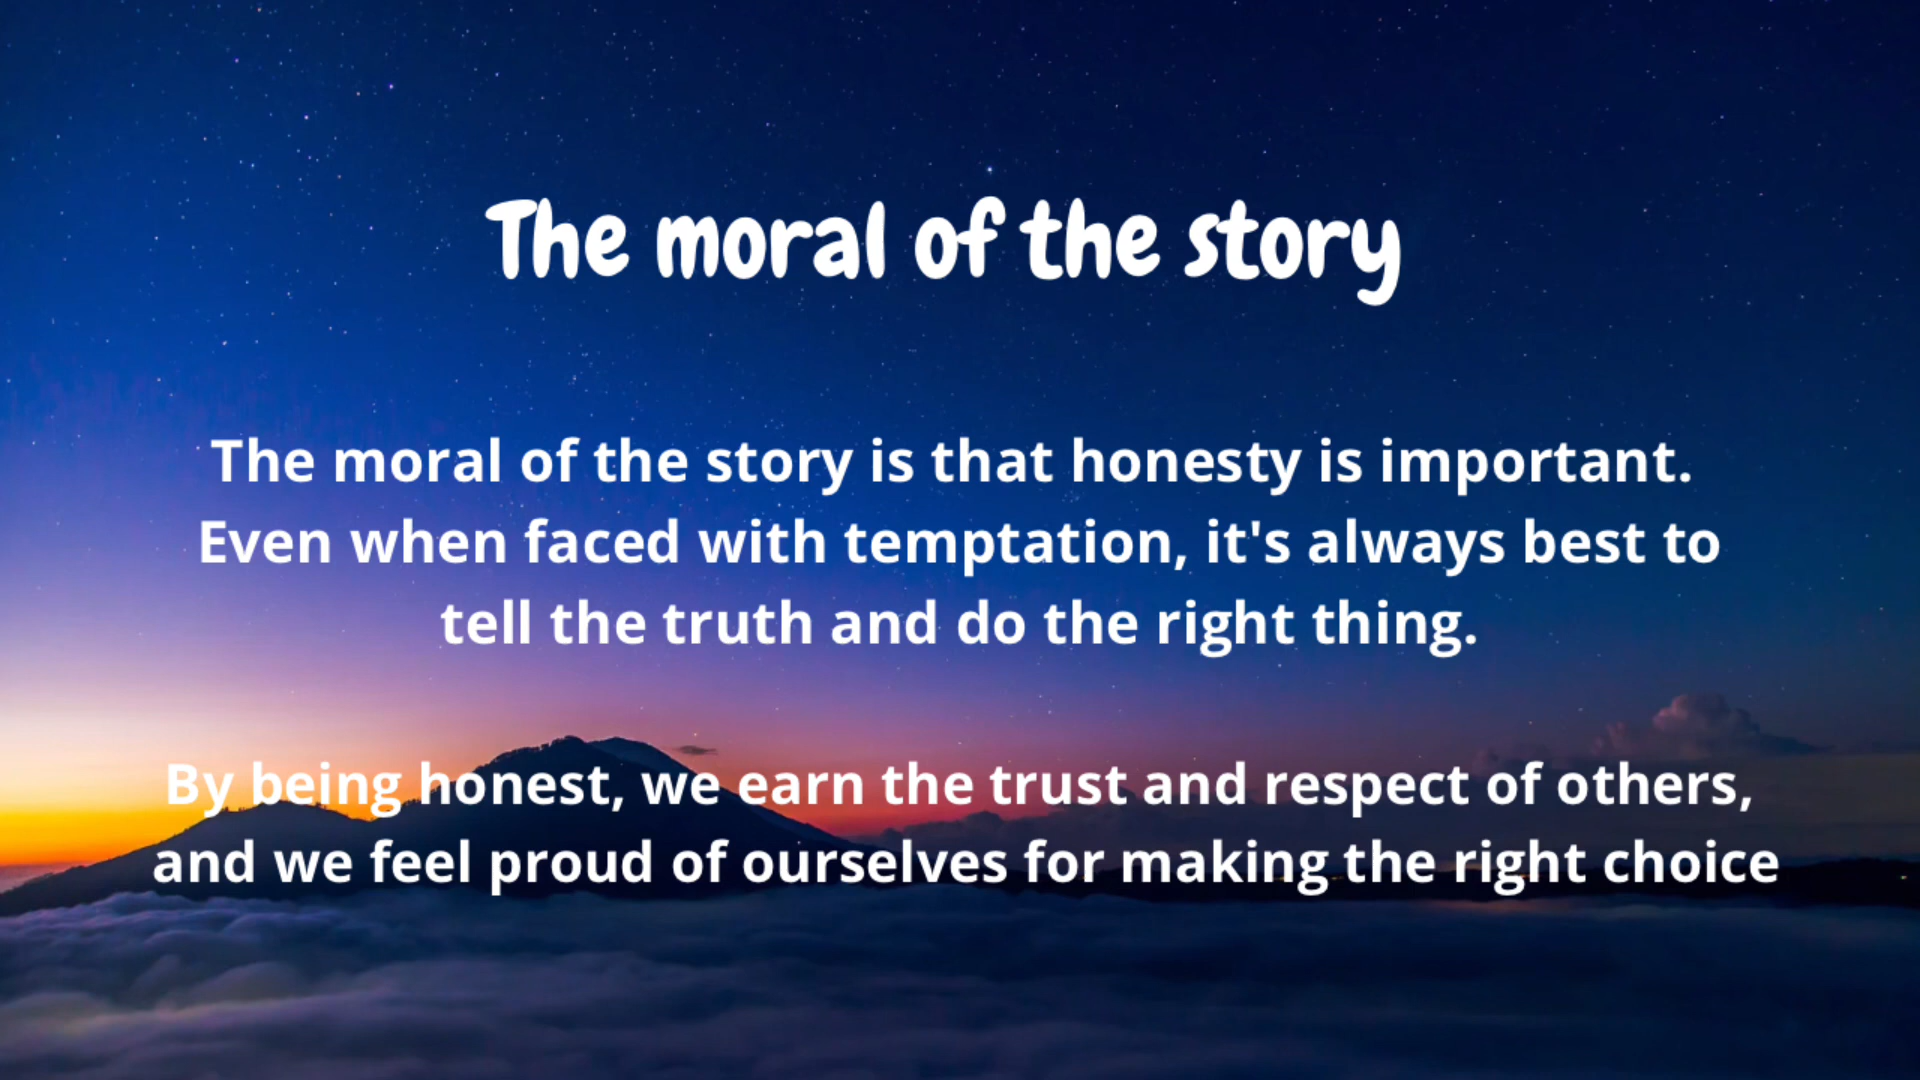 The moral of the story
The moral of the story is that honesty is important.
Even when faced with temptation, it's always best to
tell the truth and do the right thing.
By being honest, we earn the trust and respect of others,
and we feel proud of ourselves for making the right choice